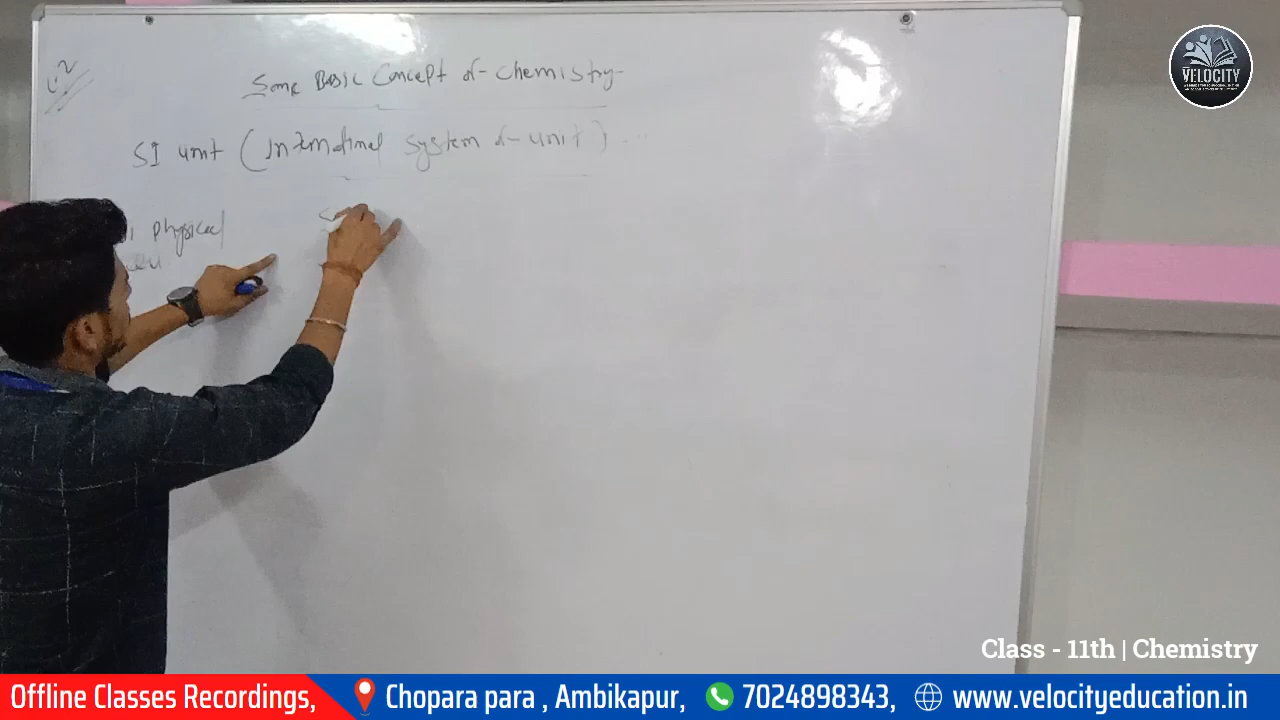 L.2
Some Basic Concept of Chemistry
SI unit (International system of unit)
physical
VELOCITY
Class - 11th | Chemistry
Offline Classes Recordings, Chopara para , Ambikapur, 7024898343, www.velocityeducation.in